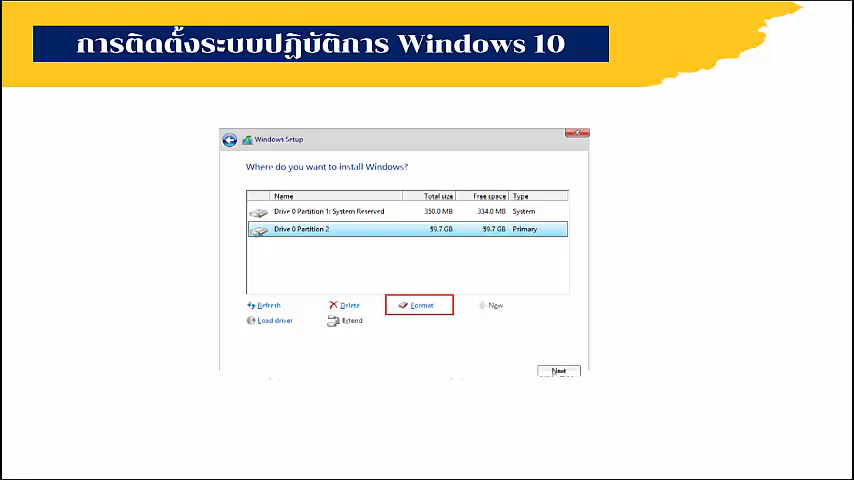 การติดตั้งระบบปฏิบัติการ Windows 10
Windows Setup
Where do you want to install Windows?
Name Total size Free space Type
Drive 0 Partition 1: System Reserved 350.0 MB 334.0 MB System
Drive 0 Partition 2 59.7 GB 59.7 GB Primary
Refresh Delete Format New
Load driver Extend
Next